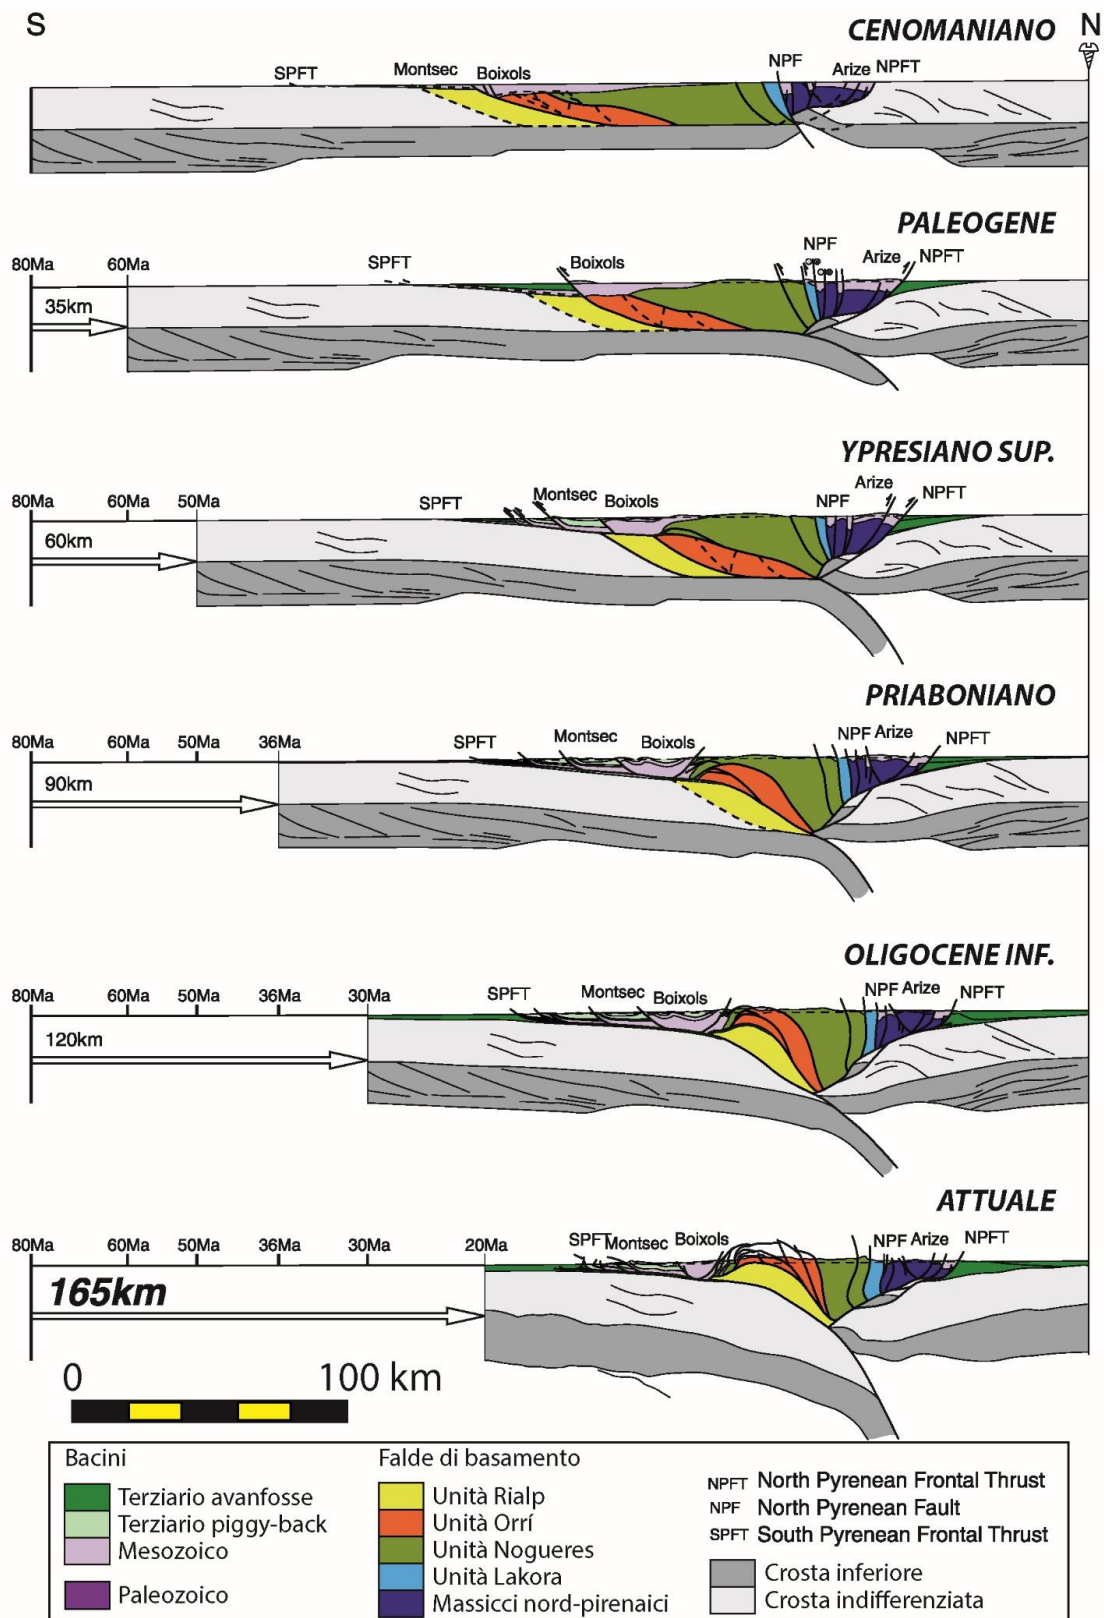 S
CENOMANIANO
N
SPFT Montsec Boixols NPF Arize NPFT
PALEOGENE
80Ma 60Ma SPFT Boixols NPF Arize NPFT
35km
YPRESIANO SUP.
80Ma 60Ma 50Ma SPFT Montsec Boixols NPF Arize NPFT
60km
PRIABONIANO
80Ma 60Ma 50Ma 36Ma SPFT Montsec Boixols NPF Arize NPFT
90km
OLIGOCENE INF.
80Ma 60Ma 50Ma 36Ma 30Ma SPFT Montsec Boixols NPF Arize NPFT
120km
ATTUALE
80Ma 60Ma 50Ma 36Ma 30Ma 20Ma SPFT Montsec Boixols NPF Arize NPFT
165km
0 100 km
Bacini
Terziario avanfosse
Terziario piggy-back
Mesozoico
Paleozoico
Falde di basamento
Unità Rialp
Unità Orrí
Unità Nogueres
Unità Lakora
Massicci nord-pirenaici
NPFT North Pyrenean Frontal Thrust
NPF North Pyrenean Fault
SPFT South Pyrenean Frontal Thrust
Crosta inferiore
Crosta indifferenziata